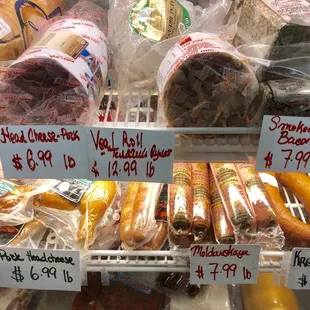 Head Cheese-Pork
$ 6.99 lb
Veal Roll
$ 12.99 lb
Smoked
Bacon
$ 7.99
Pork Headcheese
$ 6.99 lb
Moldavskaya
$ 7.99 lb
Kra
$